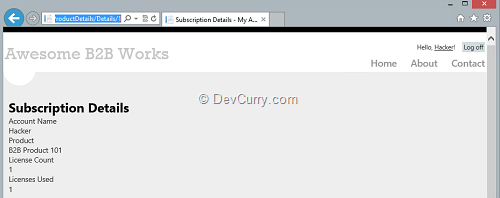 roductDetails/Details/1
Subscription Details - My A...
Hello, Hacker! Log off
Awesome B2B Works
Home About Contact
© DevCurry.com
Subscription Details
Account Name
Hacker
Product
B2B Product 101
License Count
1
Licenses Used
1